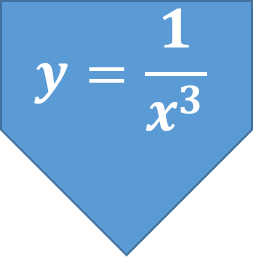 y = 1/x³